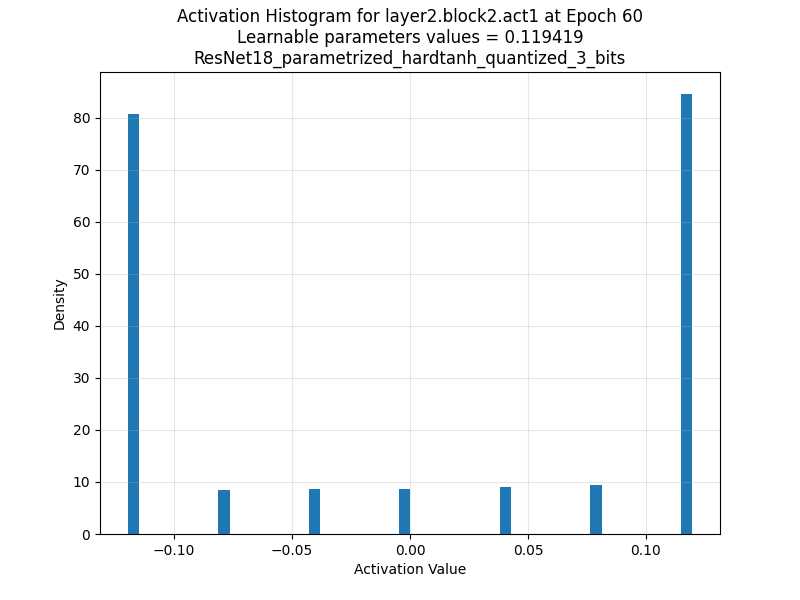 Activation Histogram for layer2.block2.act1 at Epoch 60
Learnable parameters values = 0.119419
ResNet18_parametrized_hardtanh_quantized_3_bits
80
70
60
50
40
30
20
10
0
Density
−0.10
−0.05
0.00
0.05
0.10
Activation Value